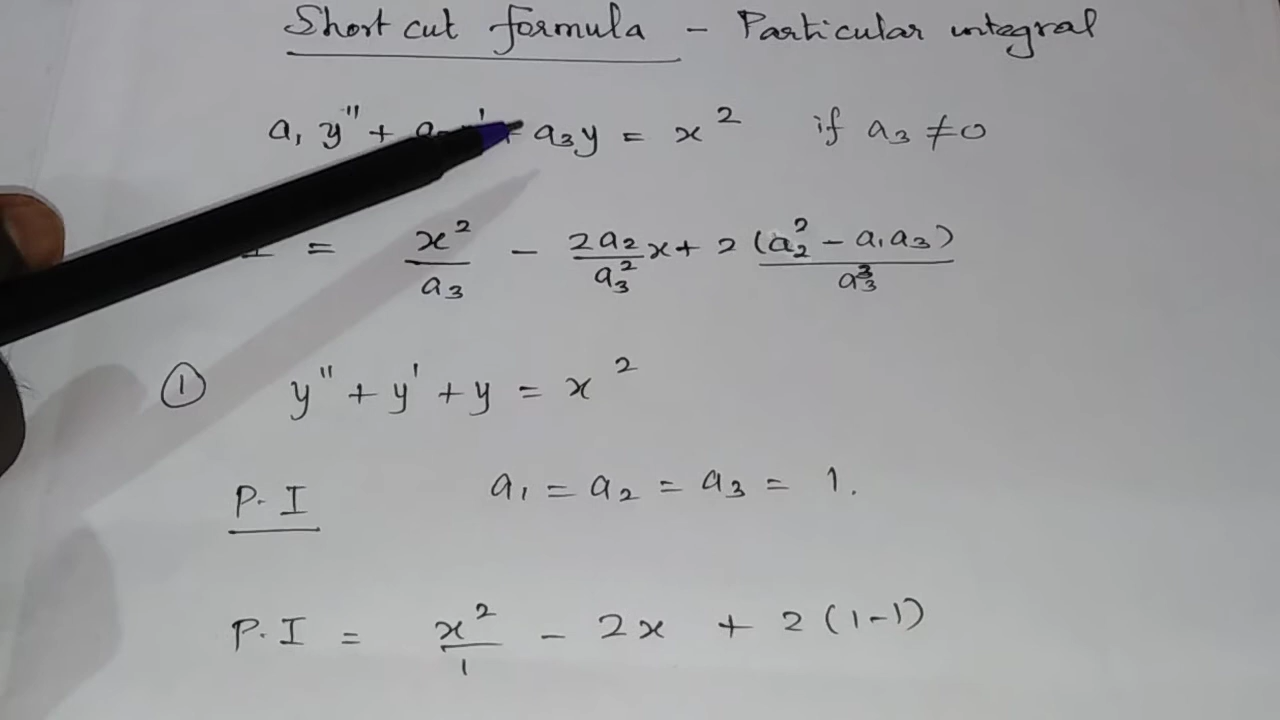 Short cut formula - Particular integral
a₁ y'' + a ' + a₃y = x² if a₃ ≠ 0
I = x²/a₃ - 2a₂/a₃² x + 2 (a₂² - a₁a₃)/a₃³
① y'' + y' + y = x²
P.I a₁ = a₂ = a₃ = 1.
P.I = x²/1 - 2x + 2(1-1)